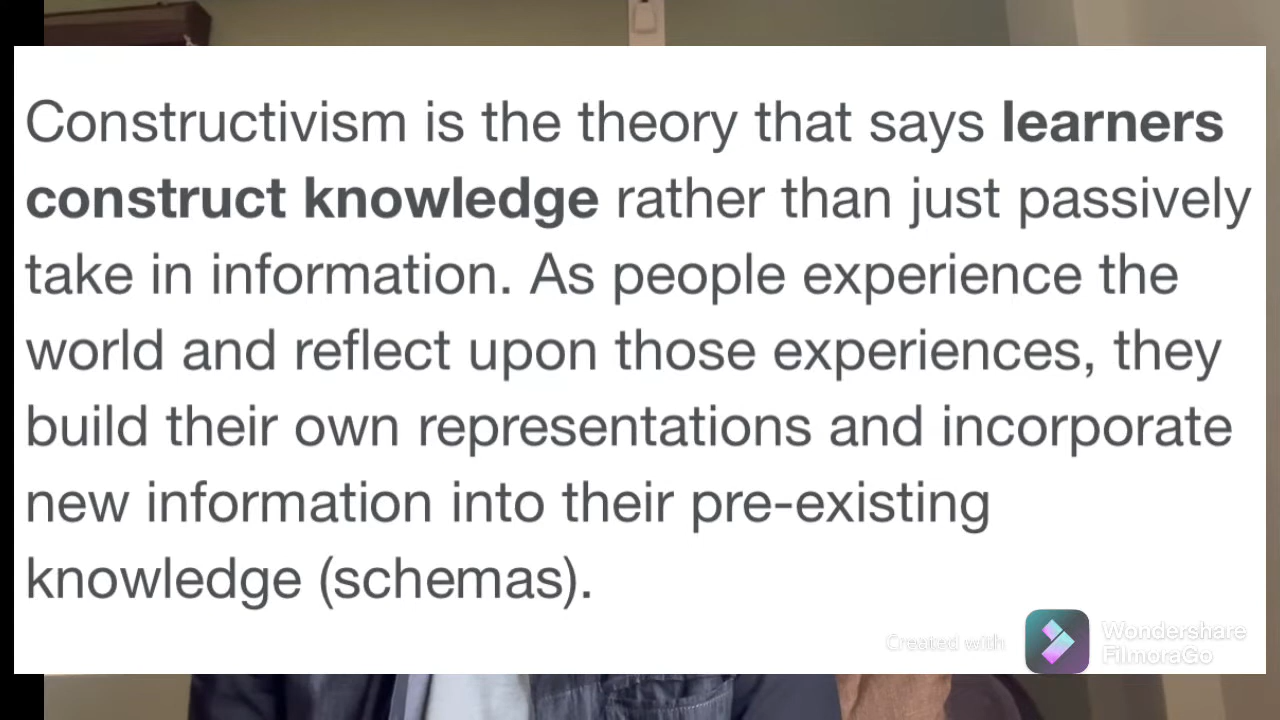 Constructivism is the theory that says learners
construct knowledge rather than just passively
take in information. As people experience the
world and reflect upon those experiences, they
build their own representations and incorporate
new information into their pre-existing
knowledge (schemas).
Created with
Wondershare
FilmoraGo